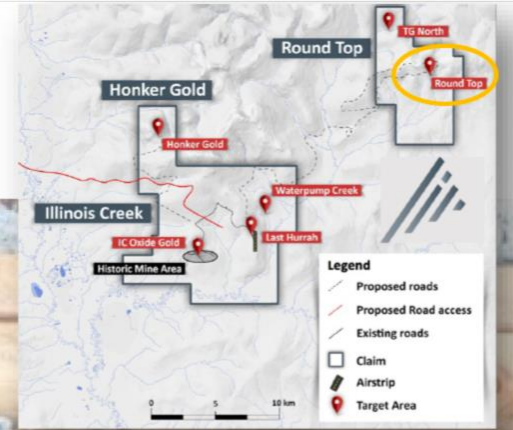 TG North
Round Top
Round Top
Honker Gold
Honker Gold
Waterpump Creek
Illinois Creek
Last Hurrah
IC Oxide Gold
Historic Mine Area
Legend
Proposed roads
Proposed Road access
Existing roads
Claim
Airstrip
Target Area
0 5 10 km